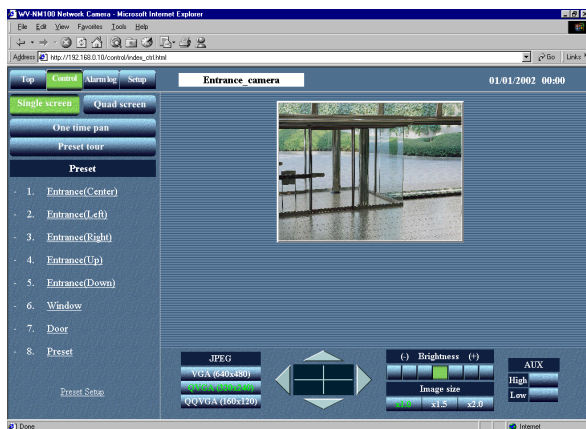 WV-NM100 Network Camera - Microsoft Internet Explorer
File Edit View Favorites Tools Help
Address http://192.168.0.10/control/index_ctrl.html Go Links
Top Control Alarm log Setup Entrance_camera 01/01/2002 00:00
Single screen Quad screen
One time pan
Preset tour
Preset
1. Entrance(Center)
2. Entrance(Left)
3. Entrance(Right)
4. Entrance(Up)
5. Entrance(Down)
6. Window
7. Door
8. Preset
Preset Setup
JPEG
VGA (640x480)
QVGA (320x240)
QQVGA (160x120)
(-) Brightness (+)
Image size
x1.0 x1.5 x2.0
AUX
High
Low
Done Internet